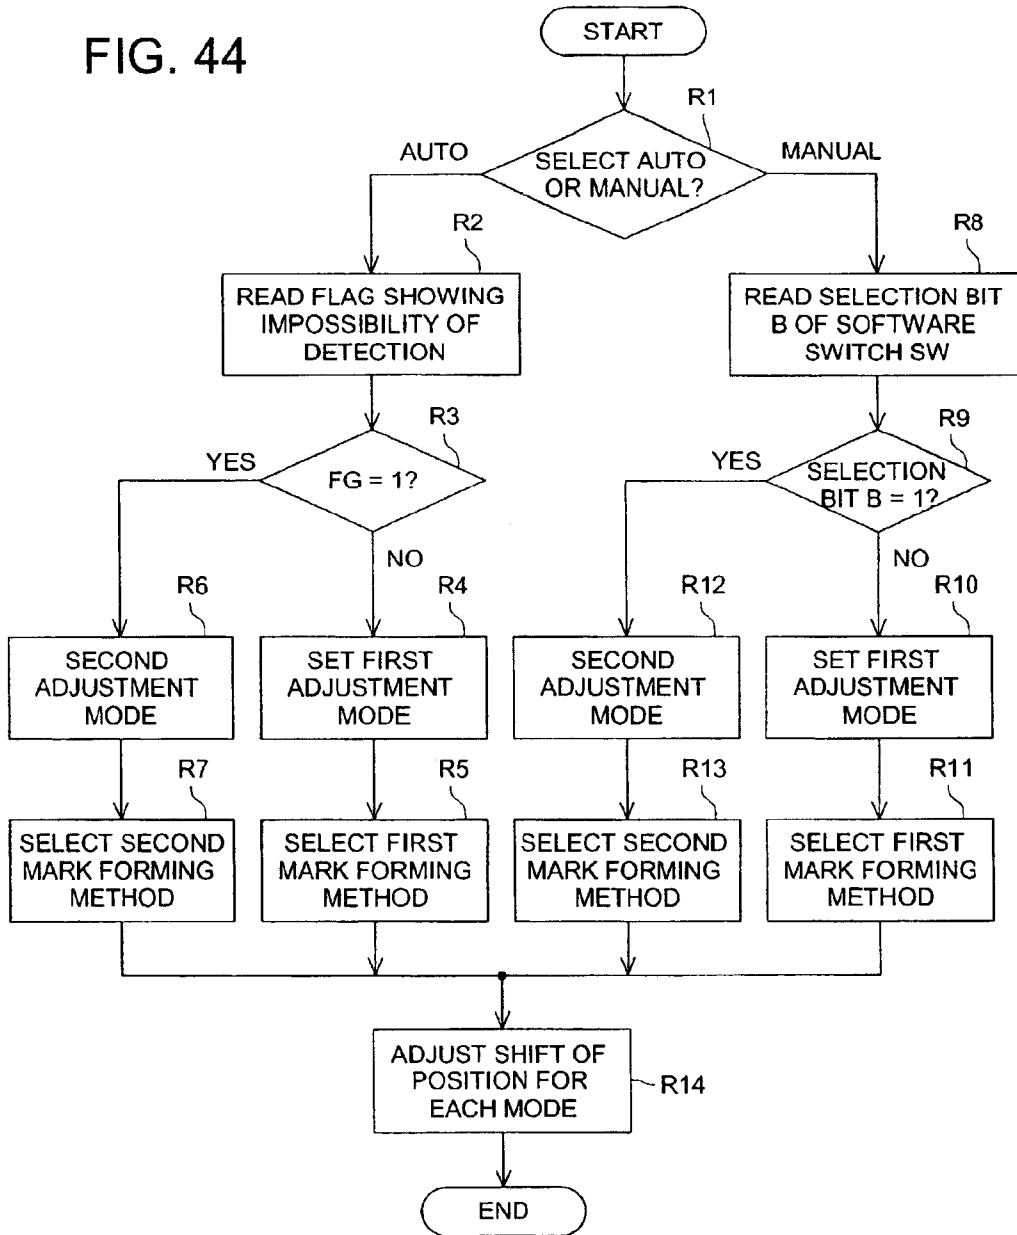 FIG. 44
START
R1
AUTO
MANUAL
SELECT AUTO
OR MANUAL?
R2
R8
READ FLAG SHOWING
IMPOSSIBILITY OF
DETECTION
READ SELECTION BIT
B OF SOFTWARE
SWITCH SW
R3
R9
YES
FG = 1?
NO
YES
SELECTION
BIT B = 1?
NO
R6
R4
R12
R10
SECOND
ADJUSTMENT
MODE
SET FIRST
ADJUSTMENT
MODE
SECOND
ADJUSTMENT
MODE
SET FIRST
ADJUSTMENT
MODE
R7
R5
R13
R11
SELECT SECOND
MARK FORMING
METHOD
SELECT FIRST
MARK FORMING
METHOD
SELECT SECOND
MARK FORMING
METHOD
SELECT FIRST
MARK FORMING
METHOD
ADJUST SHIFT OF
POSITION FOR
EACH MODE
R14
END